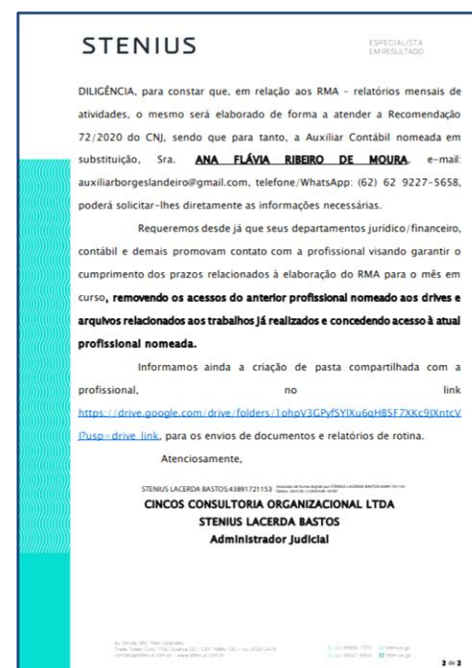 STENIUS
ESPECIALISTA
EM RESULTADO
DILIGÊNCIA, para constar que, em relação aos RMA - relatórios mensais de
atividades, o mesmo será elaborado de forma a atender a Recomendação
72/2020 do CNJ, sendo que para tanto, a Auxiliar Contábil nomeada em
substituição, Sra. ANA FLÁVIA RIBEIRO DE MOURA, e-mail:
auxiliarborgeslandeiro@gmail.com, telefone/WhatsApp: (62) 62 9227-5658,
poderá solicitar-lhes diretamente as informações necessárias.
Requeremos desde já que seus departamentos jurídico/financeiro,
contábil e demais promovam contato com a profissional visando garantir o
cumprimento dos prazos relacionados à elaboração do RMA para o mês em
curso, removendo os acessos do anterior profissional nomeado aos drives e
arquivos relacionados aos trabalhos já realizados e concedendo acesso à atual
profissional nomeada.
Informamos ainda a criação de pasta compartilhada com a
profissional, no link
https://drive.google.com/drive/folders/1ohpV3GPyfSYlXu6qHB5F7XKc9JXntcV
J?usp=drive_link, para os envios de documentos e relatórios de rotina.
Atenciosamente,
STENIUS LACERDA BASTOS:43891721153
CINCOS CONSULTORIA ORGANIZACIONAL LTDA
STENIUS LACERDA BASTOS
Administrador Judicial
2 de 2